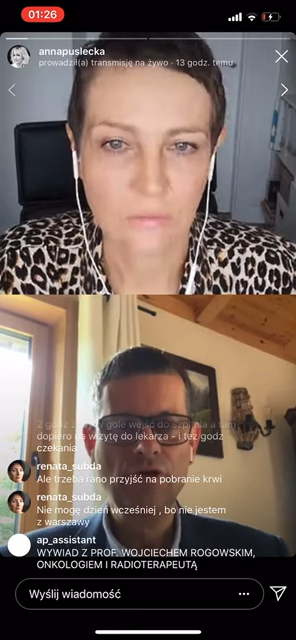 01:26
annapuslecka
prowadził(a) transmisję na żywo · 13 godz. temu
dopiero na wizytę do lekarza - i tez godz
czekania
renata_subda
Ale trzeba rano przyjść na pobranie krwi
renata_subda
Nie mogę dzień wcześniej , bo nie jestem
z warszawy
ap_assistant
WYWIAD Z PROF. WOJCIECHEM ROGOWSKIM,
ONKOLOGIEM I RADIOTERAPEUTĄ
Wyślij wiadomość